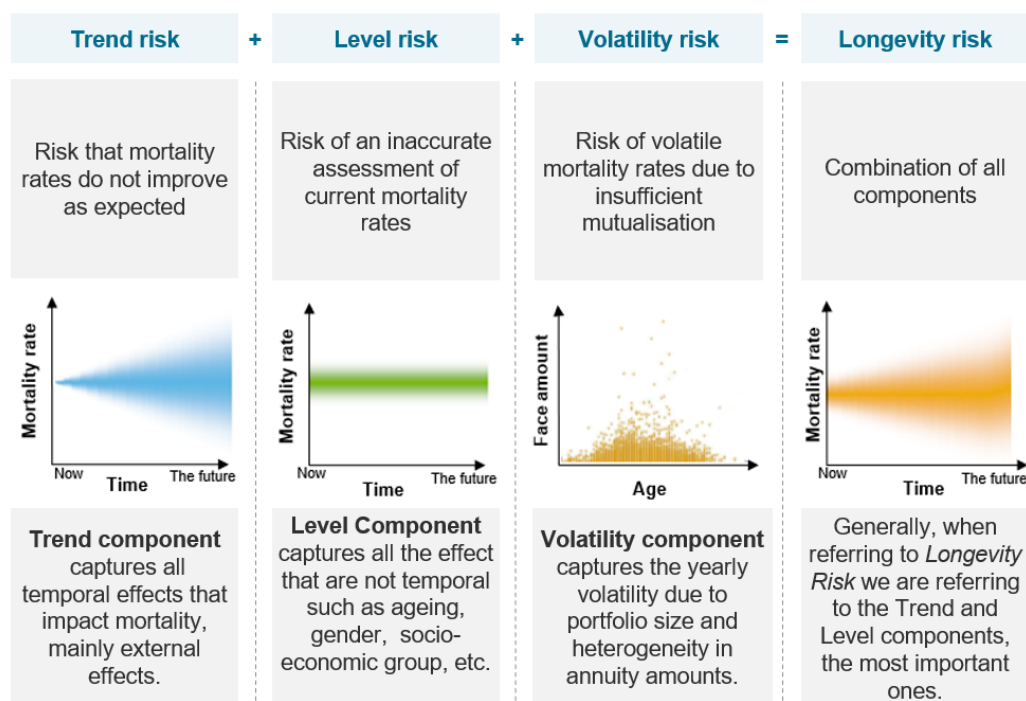 Trend risk + Level risk + Volatility risk = Longevity risk
Risk that mortality
rates do not improve
as expected
Risk of an inaccurate
assessment of
current mortality
rates
Risk of volatile
mortality rates due to
insufficient
mutualisation
Combination of all
components
Mortality rate
Now
Time
The future
Mortality rate
Now
Time
The future
Face amount
Age
Mortality rate
Now
Time
The future
Trend component
captures all
temporal effects that
impact mortality,
mainly external
effects.
Level Component
captures all the effect
that are not temporal
such as ageing,
gender, socio-
economic group, etc.
Volatility component
captures the yearly
volatility due to
portfolio size and
heterogeneity in
annuity amounts.
Generally, when
referring to Longevity
Risk we are referring
to the Trend and
Level components,
the most important
ones.